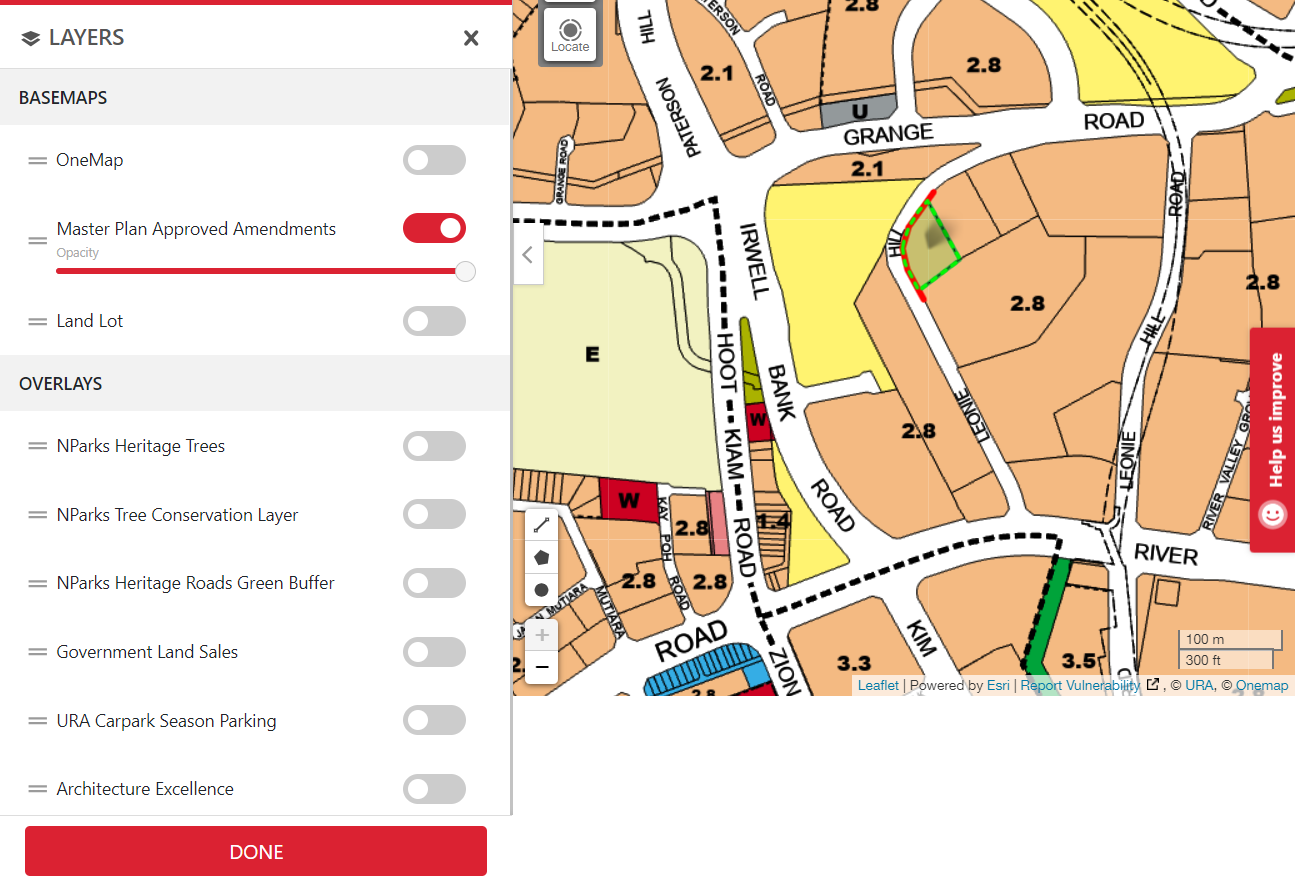 LAYERS
BASEMAPS
OneMap
Master Plan Approved Amendments
Opacity
Land Lot
OVERLAYS
NParks Heritage Trees
NParks Tree Conservation Layer
NParks Heritage Roads Green Buffer
Government Land Sales
URA Carpark Season Parking
Architecture Excellence
DONE
Locate
HILL
PATERSON
ROAD
2.8
2.1
2.8
U
GRANGE
ROAD
GRANGE ROAD
2.1
ROAD
HILL
IRWELL
BANK
ROAD
2.8
2.8
HILL
E
HOOT
KIAM
ROAD
W
LEONIE
2.8
LEONIE
RIVER VALLEY
W
KAY
POH
ROAD
2.8
1.4
2.8
2.8
JALAN MUTIARA
MUTIARA
ROAD
RIVER
KIM
ZION
3.3
3.5
2.8
Help us improve
100 m
300 ft
Leaflet | Powered by Esri | Report Vulnerability , © URA, © Onemap